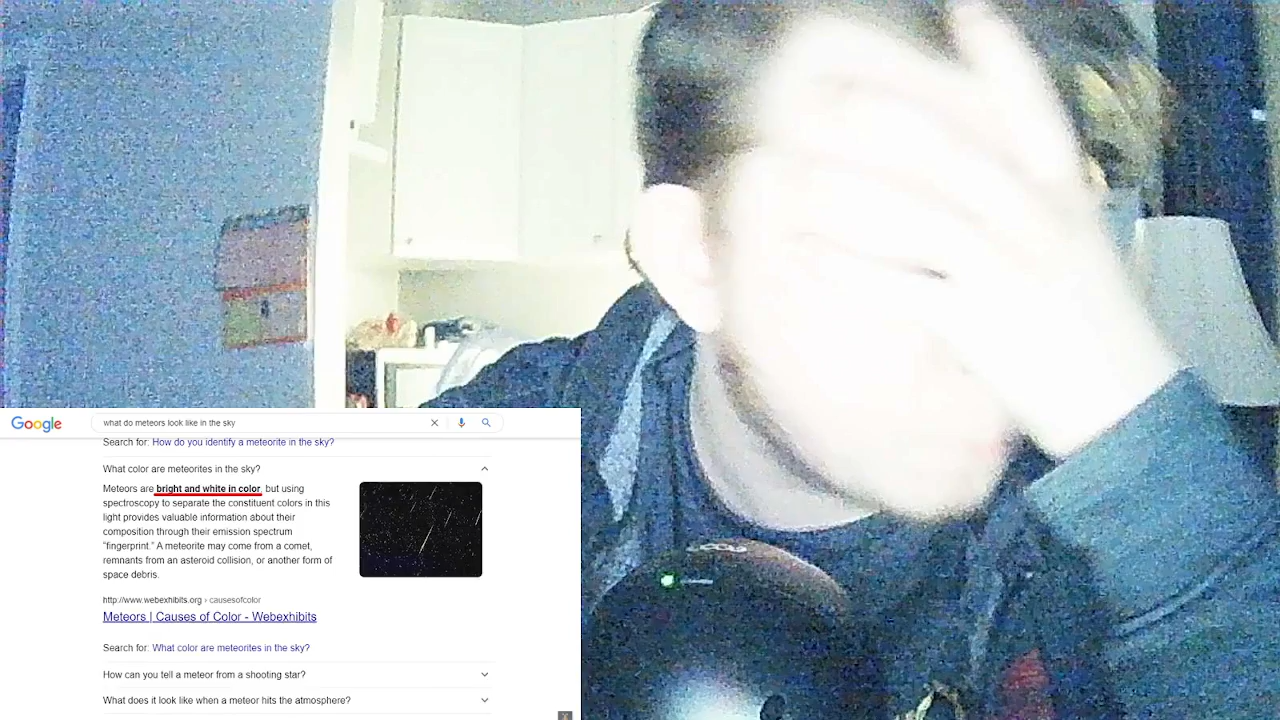 Google
what do meteors look like in the sky
Search for: How do you identify a meteorite in the sky?
What color are meteorites in the sky?
Meteors are bright and white in color, but using
spectroscopy to separate the constituent colors in this
light provides valuable information about their
composition through their emission spectrum
"fingerprint." A meteorite may come from a comet,
remnants from an asteroid collision, or another form of
space debris.
http://www.webexhibits.org › causesofcolor
Meteors | Causes of Color - Webexhibits
Search for: What color are meteorites in the sky?
How can you tell a meteor from a shooting star?
What does it look like when a meteor hits the atmosphere?